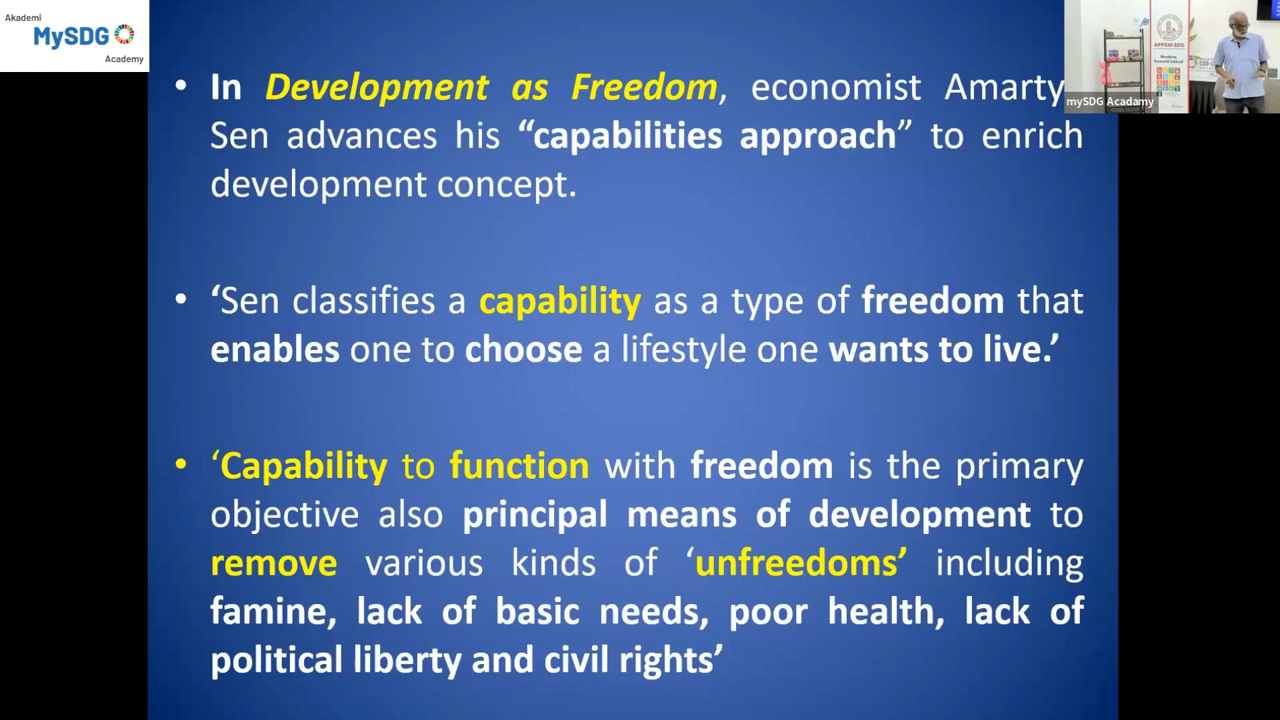 Akademi
MySDG
Academy
• In Development as Freedom, economist Amarty
Sen advances his “capabilities approach” to enrich
development concept.
• ‘Sen classifies a capability as a type of freedom that
enables one to choose a lifestyle one wants to live.’
• ‘Capability to function with freedom is the primary
objective also principal means of development to
remove various kinds of ‘unfreedoms’ including
famine, lack of basic needs, poor health, lack of
political liberty and civil rights’
APPGM-SDG
mySDG Acadamy